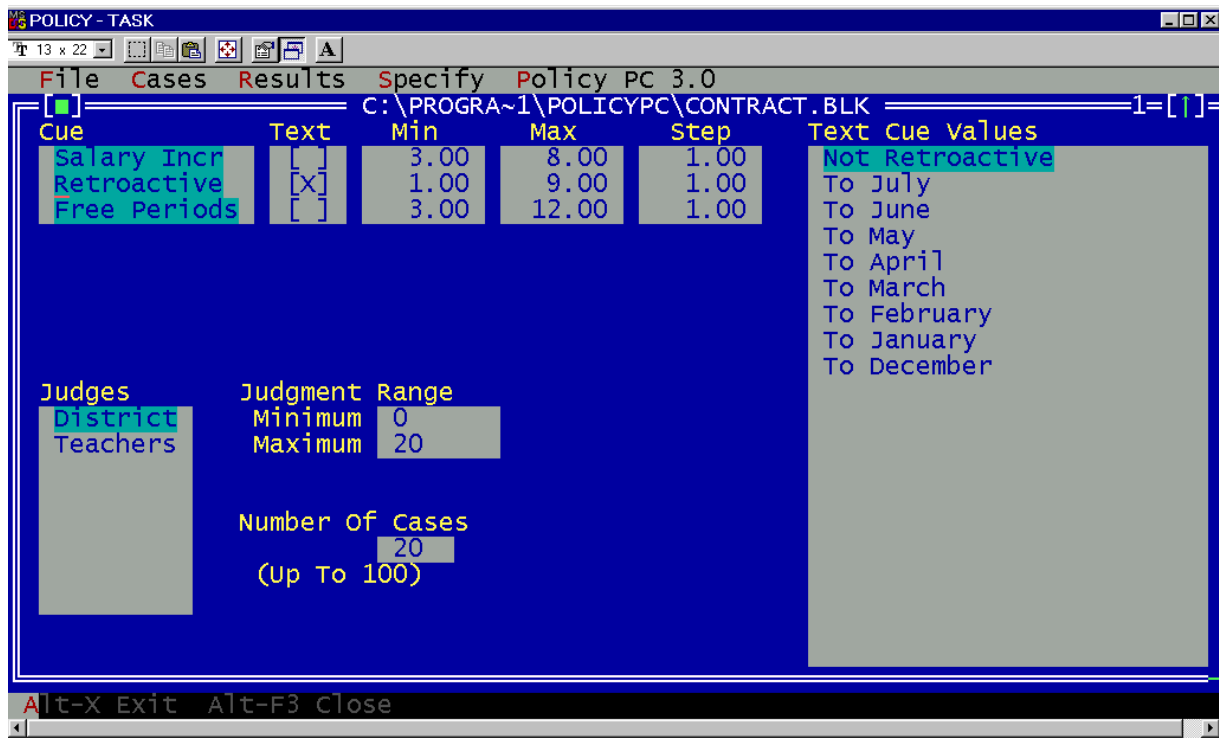 POLICY - TASK
13 x 22 A
File Cases Results Specify Policy PC 3.0
[■] C:\PROGRA~1\POLICYPC\CONTRACT.BLK 1=[↑]=
Cue Text Min Max Step Text Cue Values
Salary Incr [ ] 3.00 8.00 1.00 Not Retroactive
Retroactive [X] 1.00 9.00 1.00 To July
Free Periods [ ] 3.00 12.00 1.00 To June
To May
To April
To March
To February
To January
To December
Judges Judgment Range
District Minimum 0
Teachers Maximum 20
Number Of Cases
20
(Up To 100)
Alt-X Exit Alt-F3 Close